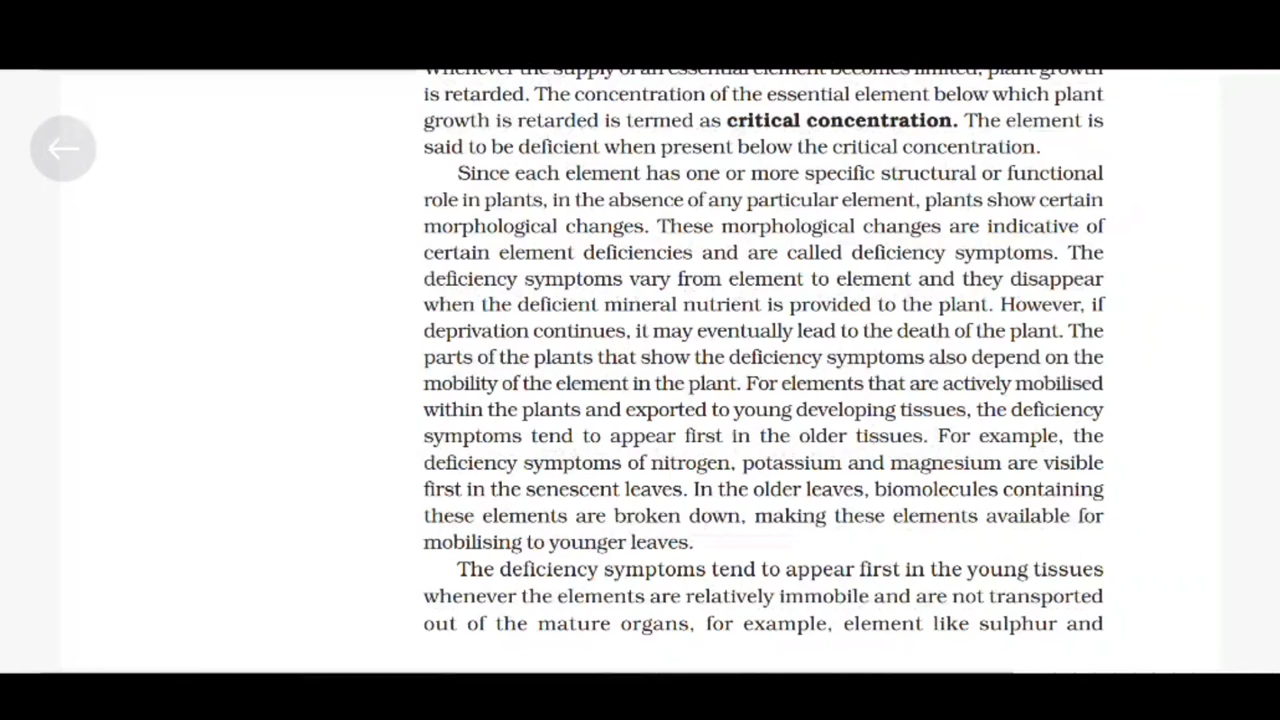 Whenever the supply of an essential element becomes limited, plant growth
is retarded. The concentration of the essential element below which plant
growth is retarded is termed as critical concentration. The element is
said to be deficient when present below the critical concentration.
Since each element has one or more specific structural or functional
role in plants, in the absence of any particular element, plants show certain
morphological changes. These morphological changes are indicative of
certain element deficiencies and are called deficiency symptoms. The
deficiency symptoms vary from element to element and they disappear
when the deficient mineral nutrient is provided to the plant. However, if
deprivation continues, it may eventually lead to the death of the plant. The
parts of the plants that show the deficiency symptoms also depend on the
mobility of the element in the plant. For elements that are actively mobilised
within the plants and exported to young developing tissues, the deficiency
symptoms tend to appear first in the older tissues. For example, the
deficiency symptoms of nitrogen, potassium and magnesium are visible
first in the senescent leaves. In the older leaves, biomolecules containing
these elements are broken down, making these elements available for
mobilising to younger leaves.
The deficiency symptoms tend to appear first in the young tissues
whenever the elements are relatively immobile and are not transported
out of the mature organs, for example, element like sulphur and